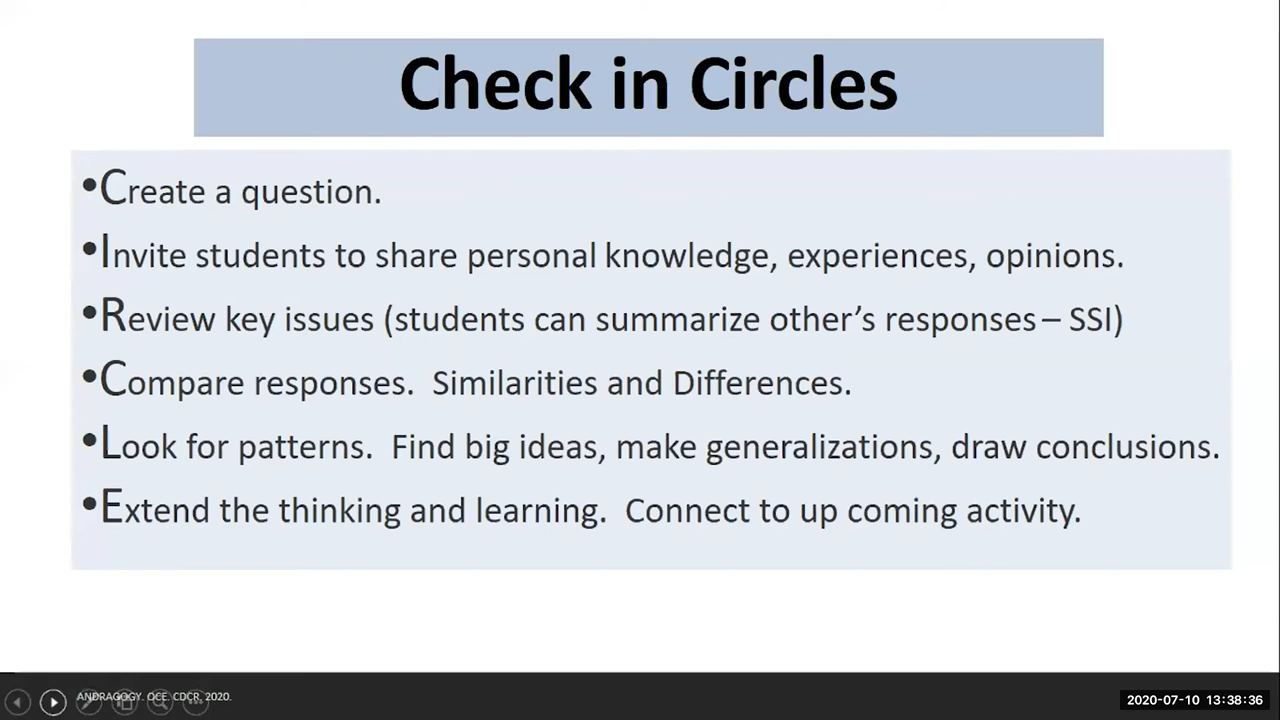 Check in Circles
•Create a question.
•Invite students to share personal knowledge, experiences, opinions.
•Review key issues (students can summarize other’s responses – SSI)
•Compare responses.  Similarities and Differences.
•Look for patterns.  Find big ideas, make generalizations, draw conclusions.
•Extend the thinking and learning.  Connect to up coming activity.
ANDRAGOGY. OCE. CDCR, 2020.
2020-07-10 13:38:36